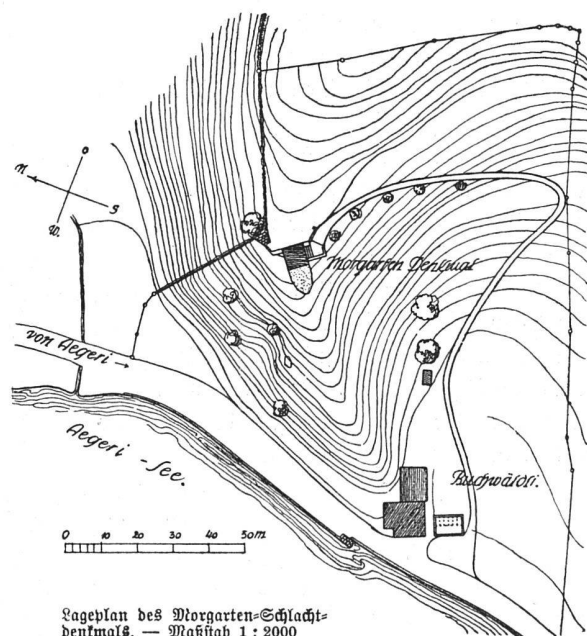 O
N
S
W.
Morgarten Denkmal
von Aegeri →
Aegeri-See.
Buchwäldli.
0 10 20 30 40 50m
Lageplan des Morgarten-Schlacht-
denkmals. — Maßstab 1 : 2000